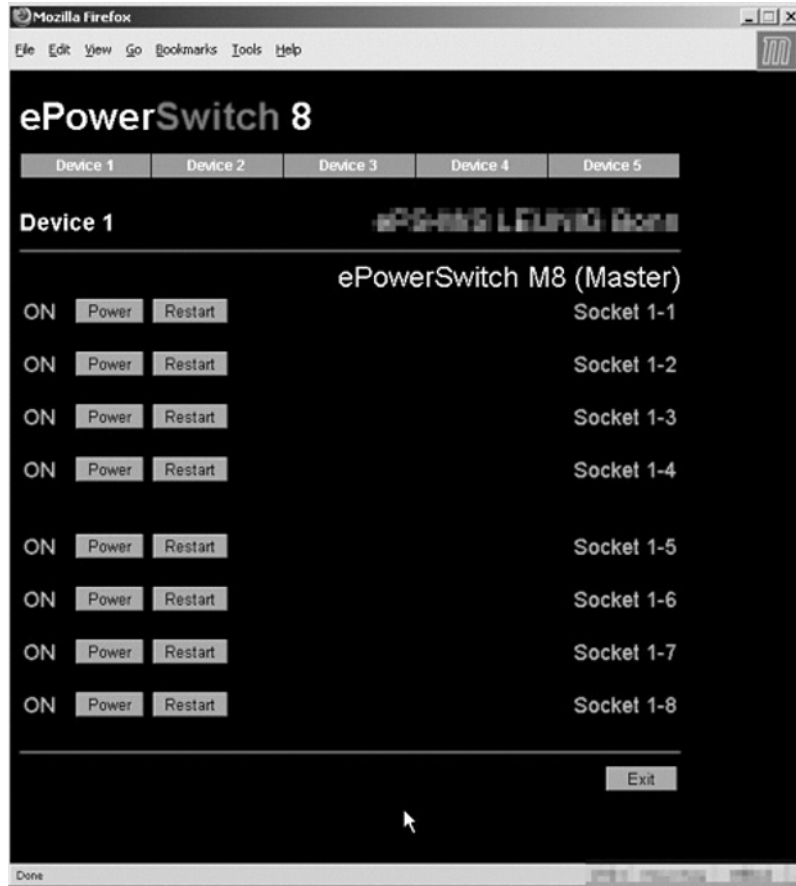 Mozilla Firefox
File Edit View Go Bookmarks Tools Help
ePowerSwitch 8
Device 1 Device 2 Device 3 Device 4 Device 5
Device 1
ePowerSwitch M8 (Master)
ON Power Restart Socket 1-1
ON Power Restart Socket 1-2
ON Power Restart Socket 1-3
ON Power Restart Socket 1-4
ON Power Restart Socket 1-5
ON Power Restart Socket 1-6
ON Power Restart Socket 1-7
ON Power Restart Socket 1-8
Exit
Done